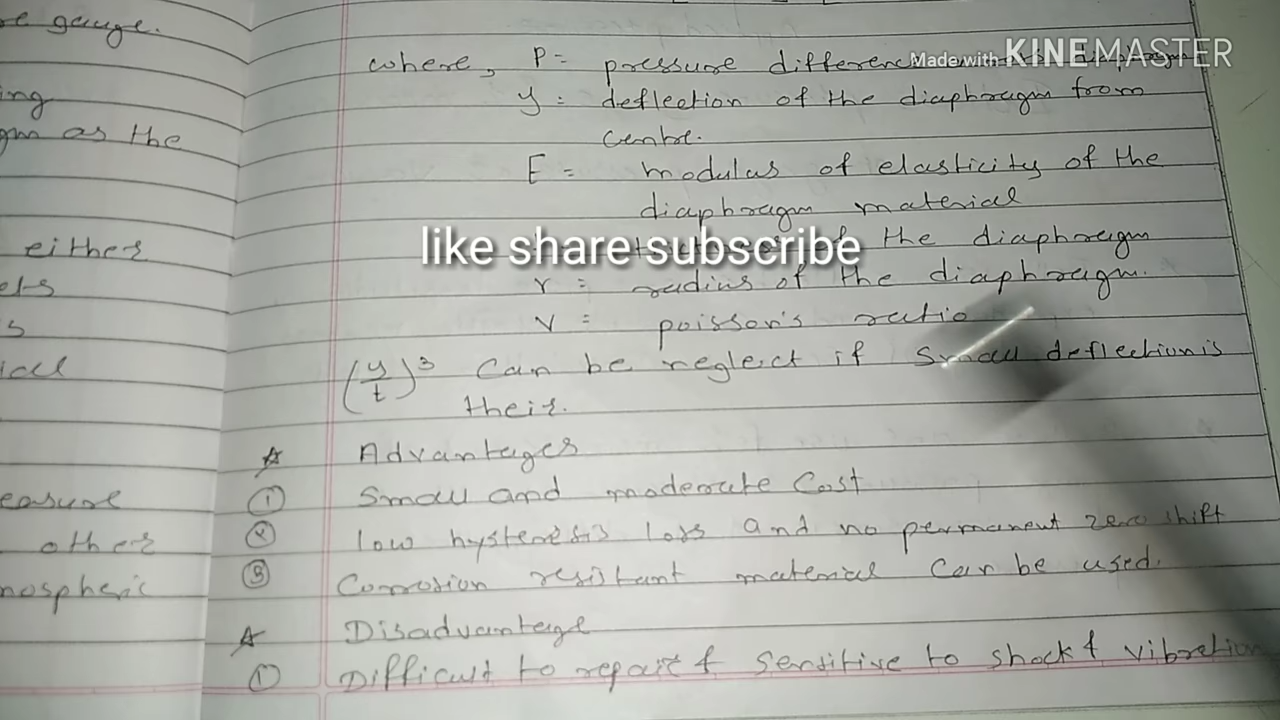 re gauge.
ing
gm as the
either
els
s
ical
easure
other
nospheric
Made with KINEMASTER
where, P= pressure difference
y = deflection of the diaphragm from
centre.
E = modulus of elasticity of the
diaphragm material
like share subscribe
of the diaphragm
r = radius of the diaphragm.
v = poisson's ratio
(y/t)³ Can be neglect if small deflection is
their.
☆ Advantages
① Small and moderate Cost
② low hysteresis loss and no permanent zero shift
③ Corrosion resistant material can be used.
☆ Disadvantage
① Difficult to repair & sensitive to shock & vibration